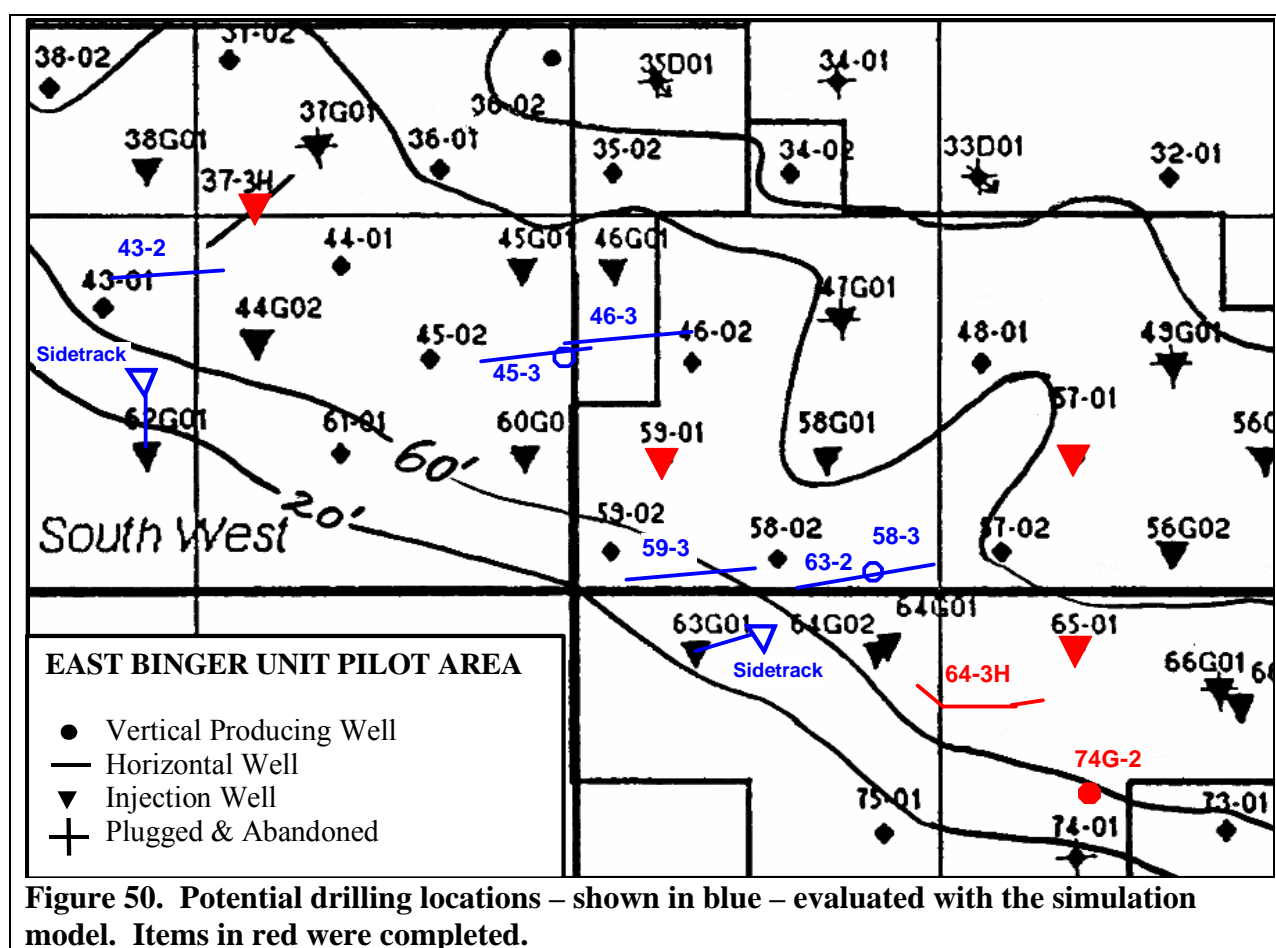 38-02
37-02
36-02
35D01
34-01
38G01
37G01
36-01
35-02
34-02
33D01
32-01
37-3H
43-2
43-01
44-01
45G01
46G01
47G01
44G02
45-02
46-3
45-3
46-02
48-01
49G01
Sidetrack
62G01
61-01
60'
60G0
59-01
58G01
57-01
56G
20'
South West
59-02
59-3
58-02
63-2
58-3
57-02
56G02
63G01
Sidetrack
64G02
64G01
64-3H
65-01
66G01
66
74G-2
75-01
74-01
73-01
EAST BINGER UNIT PILOT AREA
Vertical Producing Well
Horizontal Well
Injection Well
Plugged & Abandoned
Figure 50. Potential drilling locations – shown in blue – evaluated with the simulation
model. Items in red were completed.